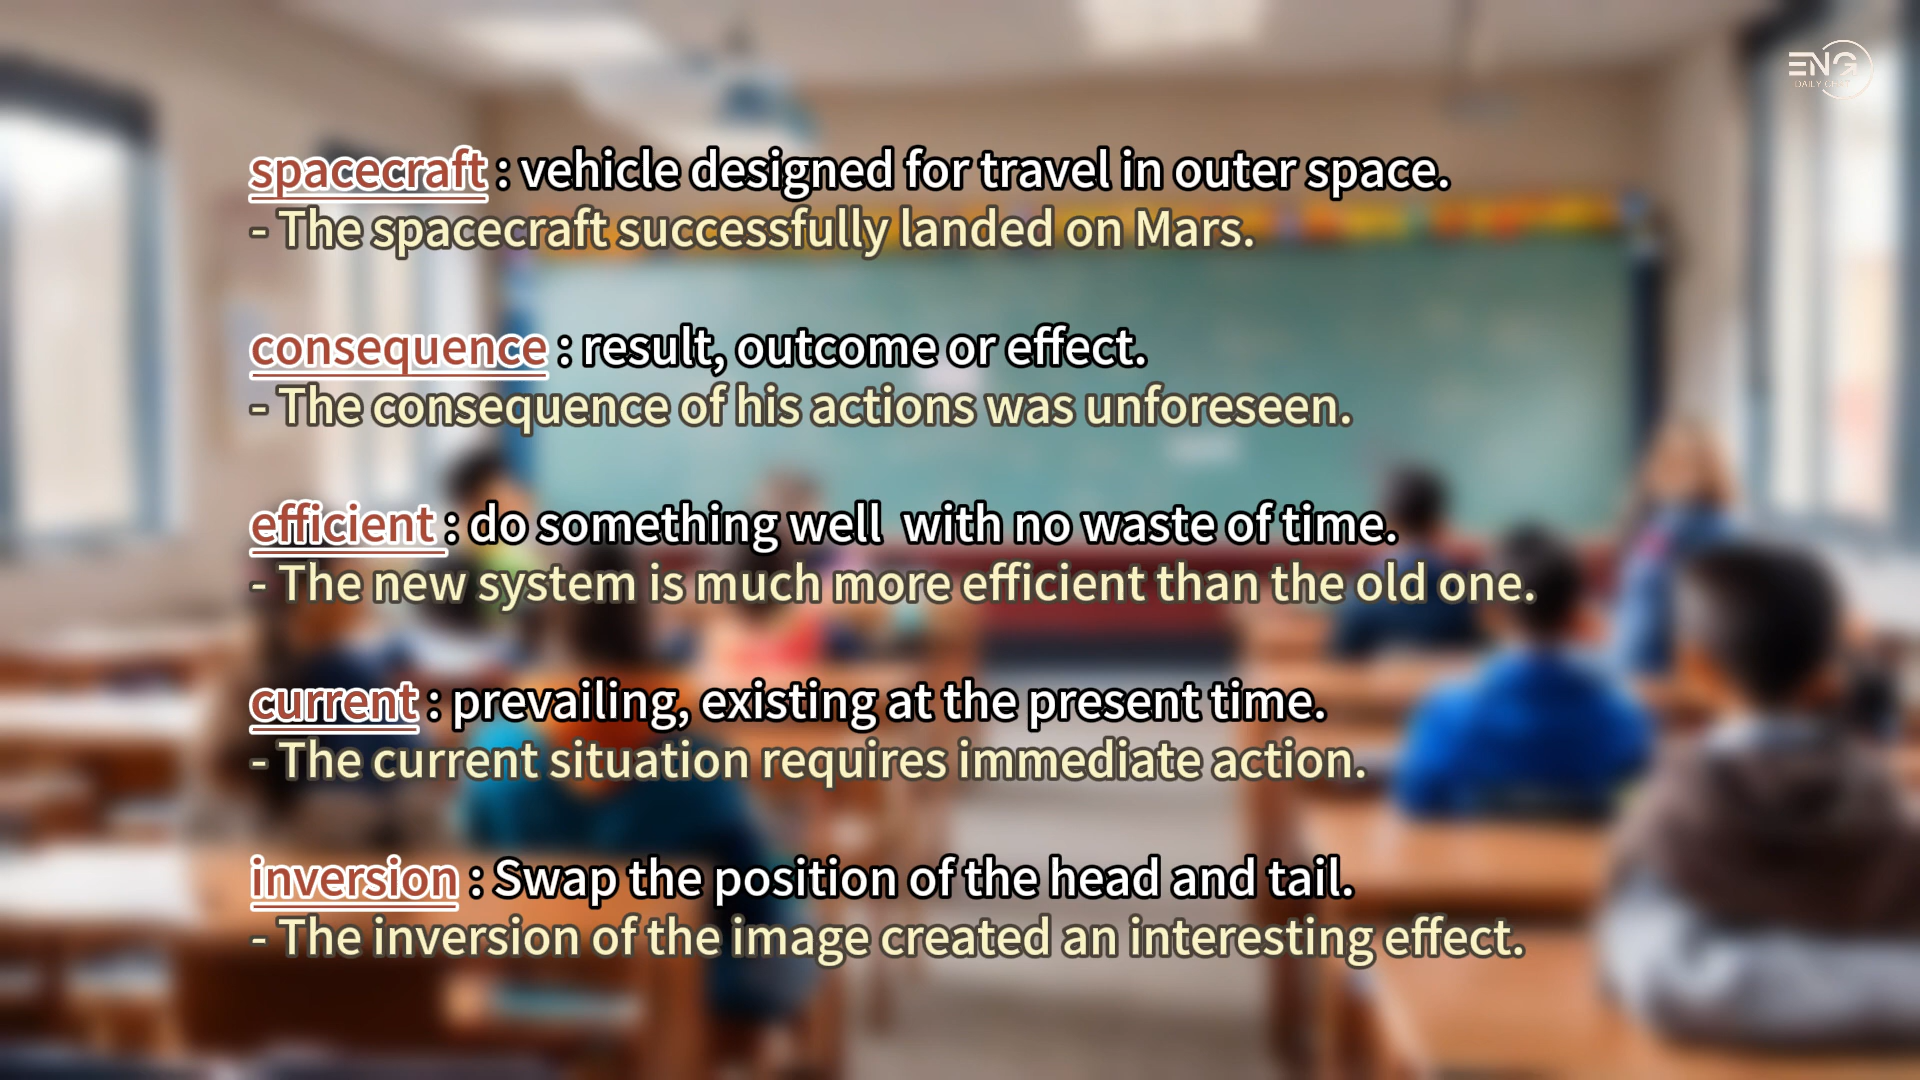 ENG
DAILY
spacecraft : vehicle designed for travel in outer space.
- The spacecraft successfully landed on Mars.
consequence : result, outcome or effect.
- The consequence of his actions was unforeseen.
efficient : do something well  with no waste of time.
- The new system is much more efficient than the old one.
current : prevailing, existing at the present time.
- The current situation requires immediate action.
inversion : Swap the position of the head and tail.
- The inversion of the image created an interesting effect.